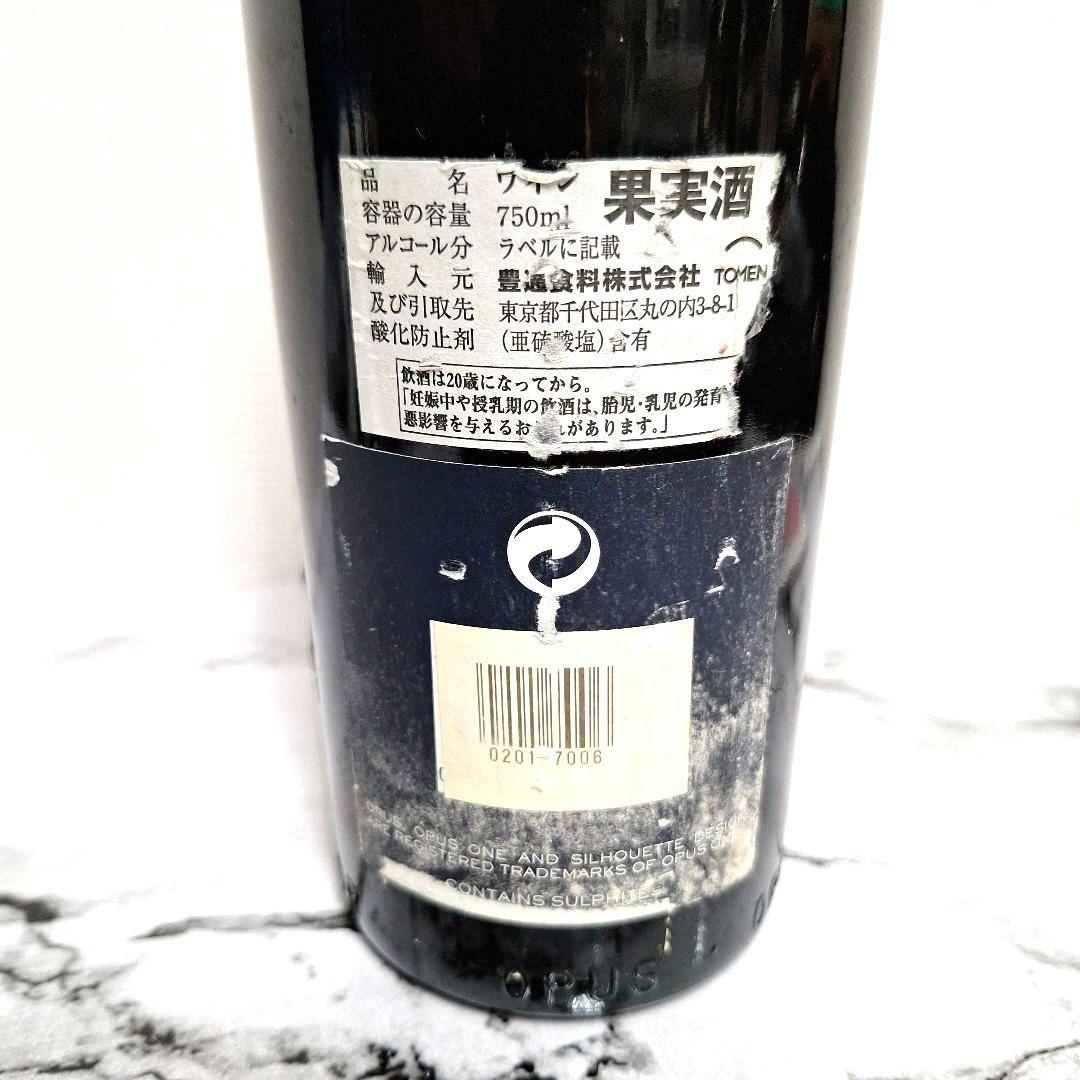 品名 ワイン 果実酒
容器の容量 750ml
アルコール分 ラベルに記載
輸入元 豊通食料株式会社 TOMEN
及び引取先 東京都千代田区丸の内3-8-1
酸化防止剤 (亜硫酸塩)含有
飲酒は20歳になってから。
「妊娠中や授乳期の飲酒は、胎児・乳児の発育
悪影響を与えるお れがあります。」
0201-7006
OPUS, OPUS ONE AND SILHOUETTE DESIGN
THE REGISTERED TRADEMARKS OF OPUS ONE
CONTAINS SULPHITES
OPUS